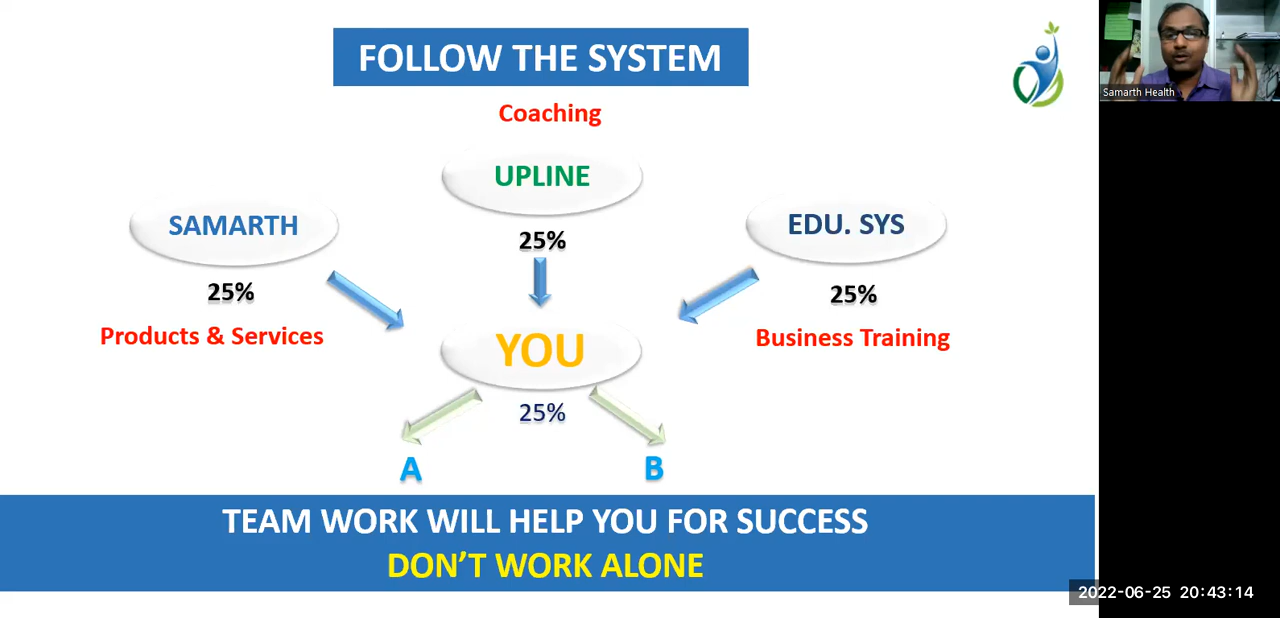 FOLLOW THE SYSTEM
Samarth Health
Coaching
UPLINE
SAMARTH
EDU. SYS
25%
25%
25%
Products & Services
Business Training
YOU
25%
A
B
TEAM WORK WILL HELP YOU FOR SUCCESS
DON'T WORK ALONE
2022-06-25 20:43:14